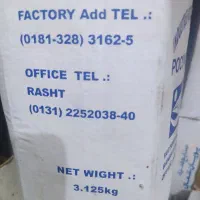 FACTORY Add TEL .:
(0181-328) 3162-5
OFFICE TEL .:
RASHT
(0131) 2252038-40
NET WIGHT .:
3.125kg